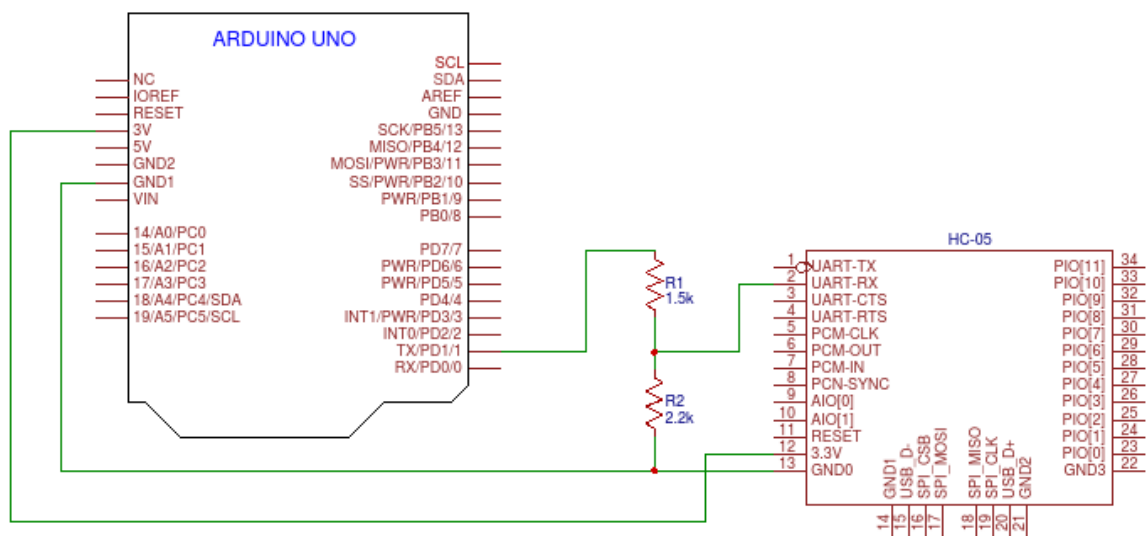 ARDUINO UNO
NC
IOREF
RESET
3V
5V
GND2
GND1
VIN
14/A0/PC0
15/A1/PC1
16/A2/PC2
17/A3/PC3
18/A4/PC4/SDA
19/A5/PC5/SCL
SCL
SDA
AREF
GND
SCK/PB5/13
MISO/PB4/12
MOSI/PWR/PB3/11
SS/PWR/PB2/10
PWR/PB1/9
PB0/8
PD7/7
PWR/PD6/6
PWR/PD5/5
PD4/4
INT1/PWR/PD3/3
INT0/PD2/2
TX/PD1/1
RX/PD0/0
R1
1.5k
R2
2.2k
HC-05
1 UART-TX
2 UART-RX
3 UART-CTS
4 UART-RTS
5 PCM-CLK
6 PCM-OUT
7 PCM-IN
8 PCN-SYNC
9 AIO[0]
10 AIO[1]
11 RESET
12 3.3V
13 GND0
14 GND1
15 USB_D-
16 SPI_CSB
17 SPI_MOSI
18 SPI_MISO
19 SPI_CLK
20 USB_D+
21 GND2
PIO[11] 34
PIO[10] 33
PIO[9] 32
PIO[8] 31
PIO[7] 30
PIO[6] 29
PIO[5] 28
PIO[4] 27
PIO[3] 26
PIO[2] 25
PIO[1] 24
PIO[0] 23
GND3 22